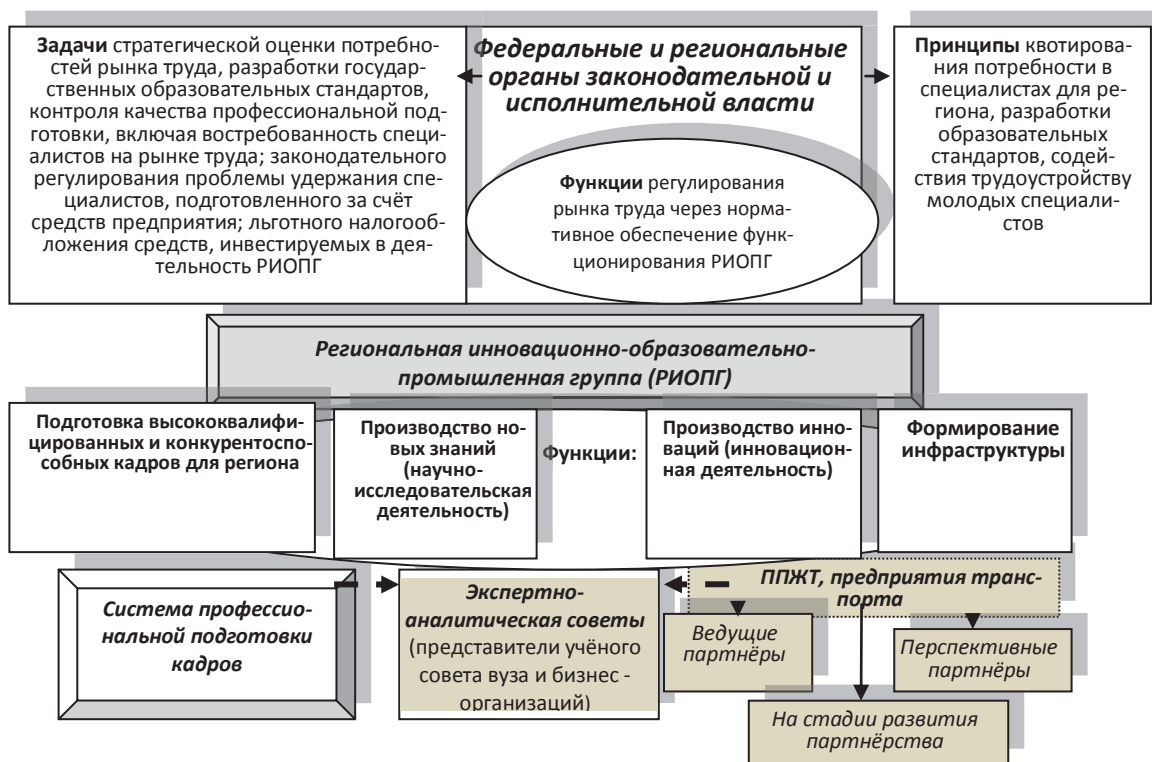 Задачи стратегической оценки потребно-
стей рынка труда, разработки государ-
ственных образовательных стандартов,
контроля качества профессиональной под-
готовки, включая востребованность специ-
алистов на рынке труда; законодательного
регулирования проблемы удержания спе-
циалистов, подготовленного за счёт
средств предприятия; льготного налогооб-
ложения средств, инвестируемых в дея-
тельность РИОПГ
Федеральные и региональные
органы законодательной и
исполнительной власти
Функции регулирования
рынка труда через норма-
тивное обеспечение функ-
ционирования РИОПГ
Принципы квотирова-
ния потребности в
специалистах для ре-
гиона, разработки
образовательных
стандартов, содей-
ствия трудоустройству
молодых специали-
стов
Региональная инновационно-образовательно-
промышленная группа (РИОПГ)
Подготовка высококвалифи-
цированных и конкурентоспо-
собных кадров для региона
Производство но-
вых знаний
(научно-
исследовательская
деятельность)
Функции:
Производство инно-
ваций (инновацион-
ная деятельность)
Формирование
инфраструктуры
Система профессио-
нальной подготовки
кадров
Экспертно-
аналитическая советы
(представители учёного
совета вуза и бизнес -
организаций)
ППЖТ, предприятия транс-
порта
Ведущие
партнёры
Перспективные
партнёры
На стадии развития
партнёрства